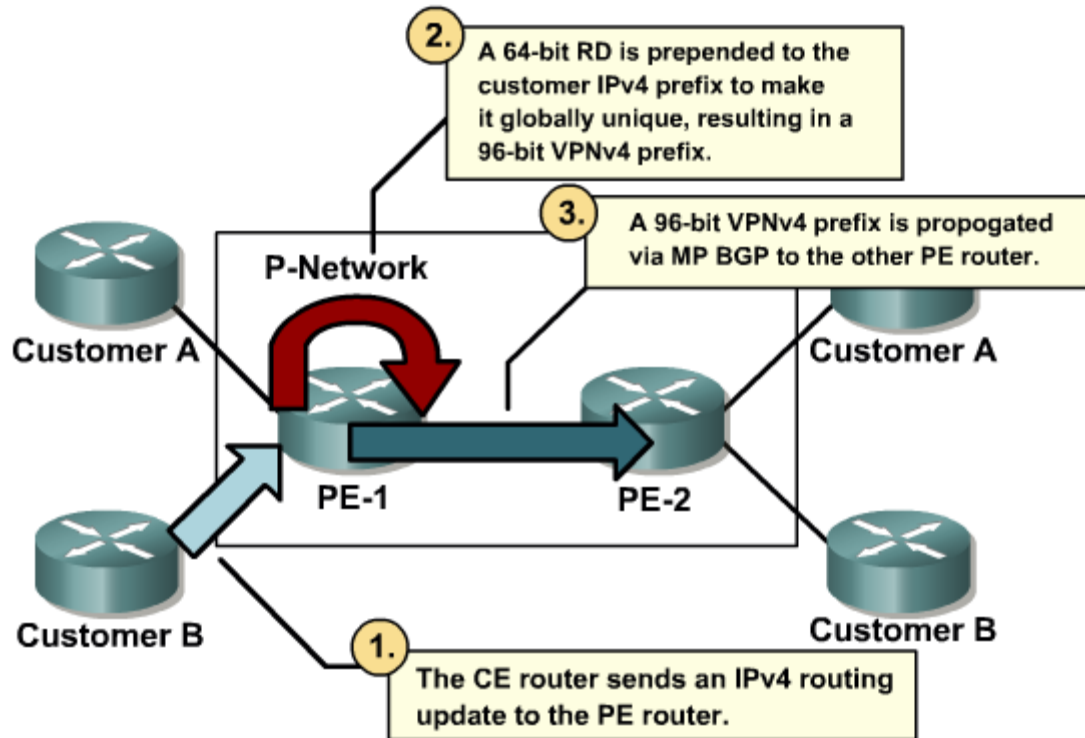 2.
A 64-bit RD is prepended to the
customer IPv4 prefix to make
it globally unique, resulting in a
96-bit VPNv4 prefix.
3.
A 96-bit VPNv4 prefix is propogated
via MP BGP to the other PE router.
P-Network
Customer A
Customer A
PE-1
PE-2
Customer B
Customer B
1.
The CE router sends an IPv4 routing
update to the PE router.